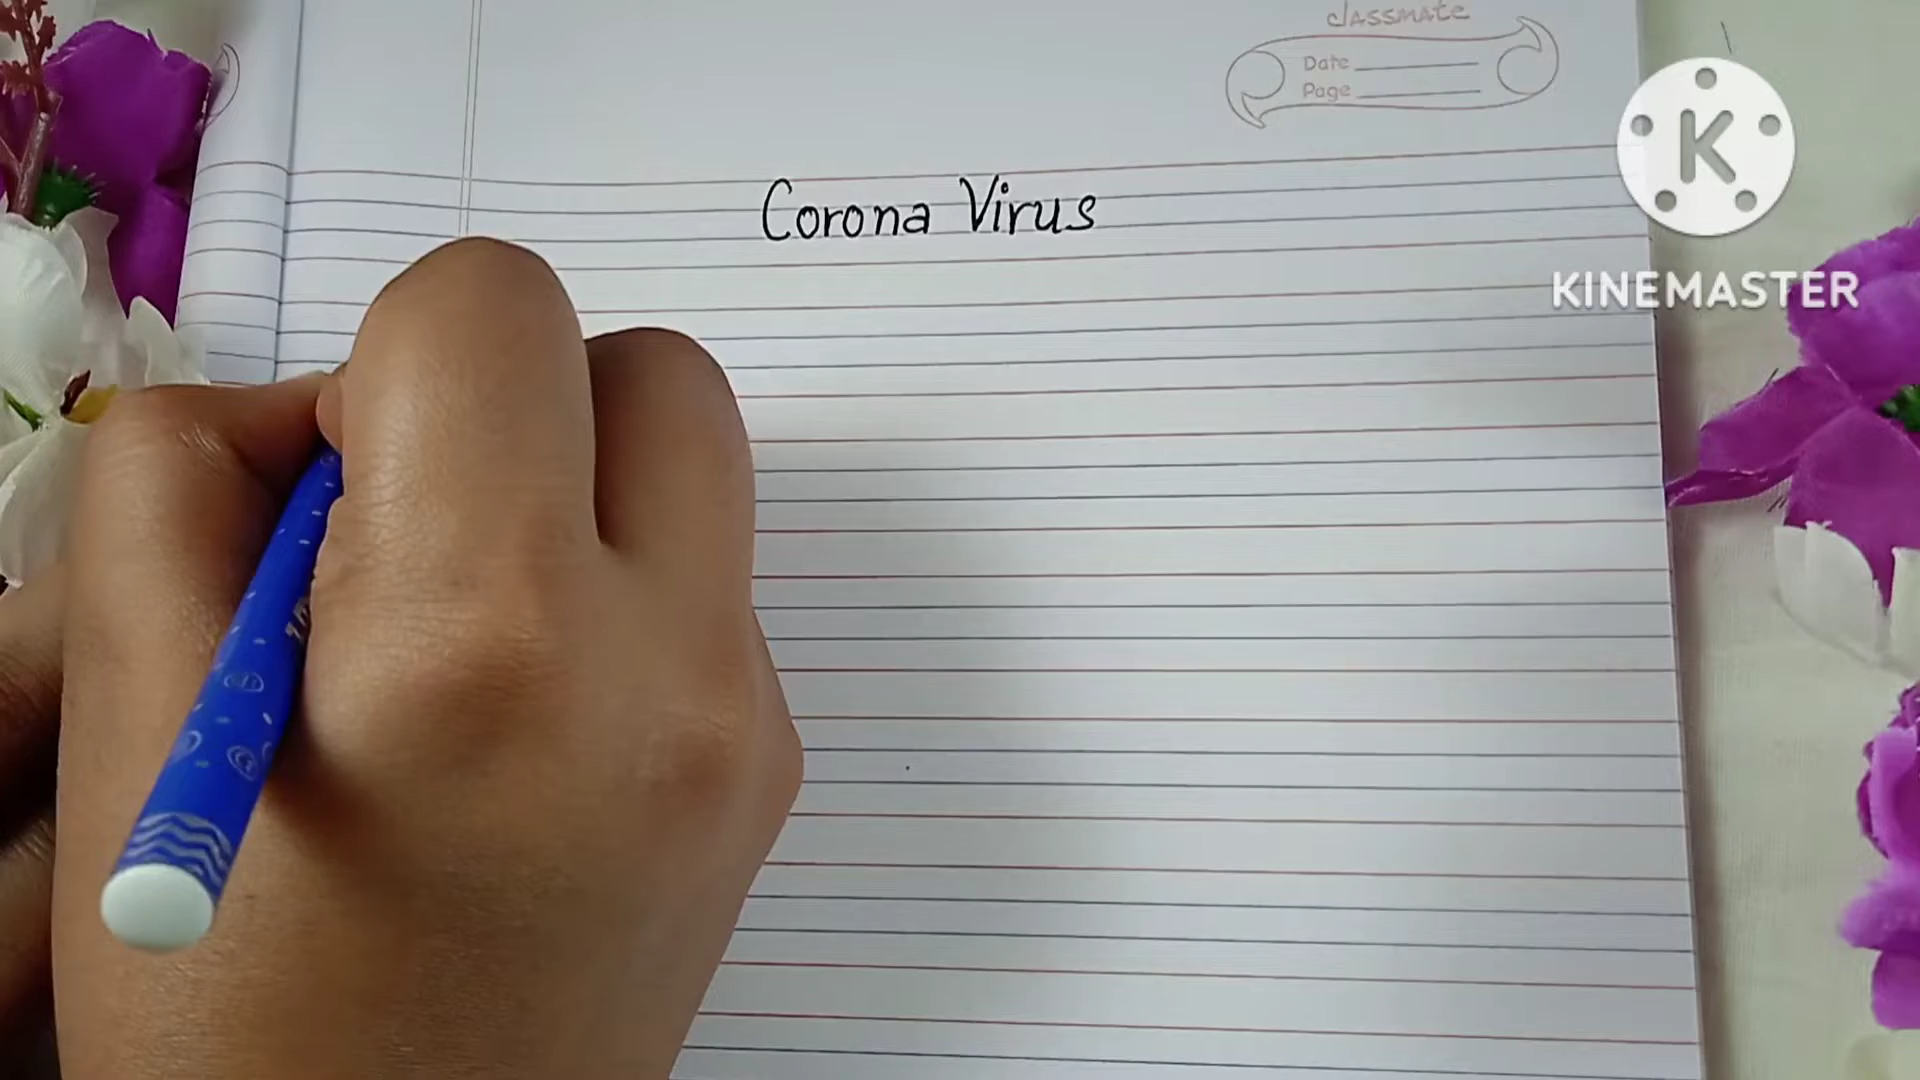 classmate
Date
Page
Corona Virus
K
KINEMASTER